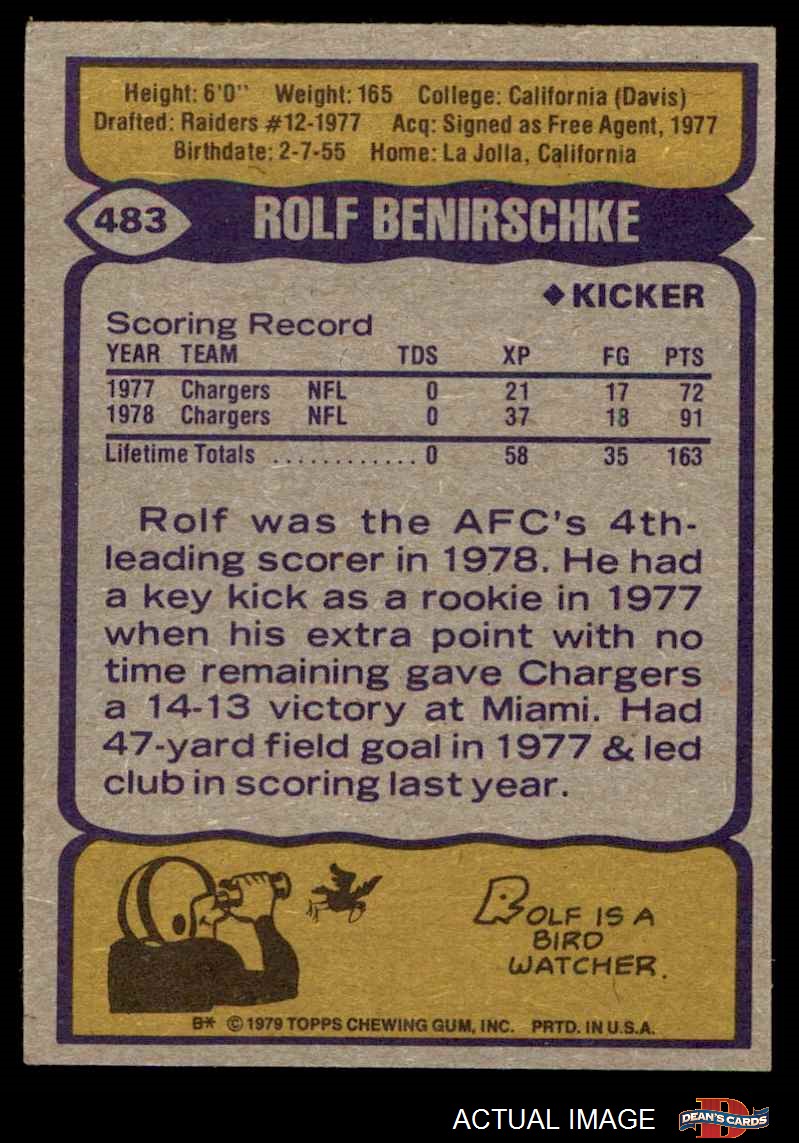 Height: 6'0" Weight: 165 College: California (Davis)
Drafted: Raiders #12-1977 Acq: Signed as Free Agent, 1977
Birthdate: 2-7-55 Home: La Jolla, California
483 ROLF BENIRSCHKE
◆KICKER
Scoring Record
YEAR TEAM TDS XP FG PTS
1977 Chargers NFL 0 21 17 72
1978 Chargers NFL 0 37 18 91
Lifetime Totals ............ 0 58 35 163
Rolf was the AFC's 4th-
leading scorer in 1978. He had
a key kick as a rookie in 1977
when his extra point with no
time remaining gave Chargers
a 14-13 victory at Miami. Had
47-yard field goal in 1977 & led
club in scoring last year.
ROLF IS A
BIRD
WATCHER.
B* © 1979 TOPPS CHEWING GUM, INC. PRTD. IN U.S.A.
ACTUAL IMAGE
D
DEAN'S CARDS